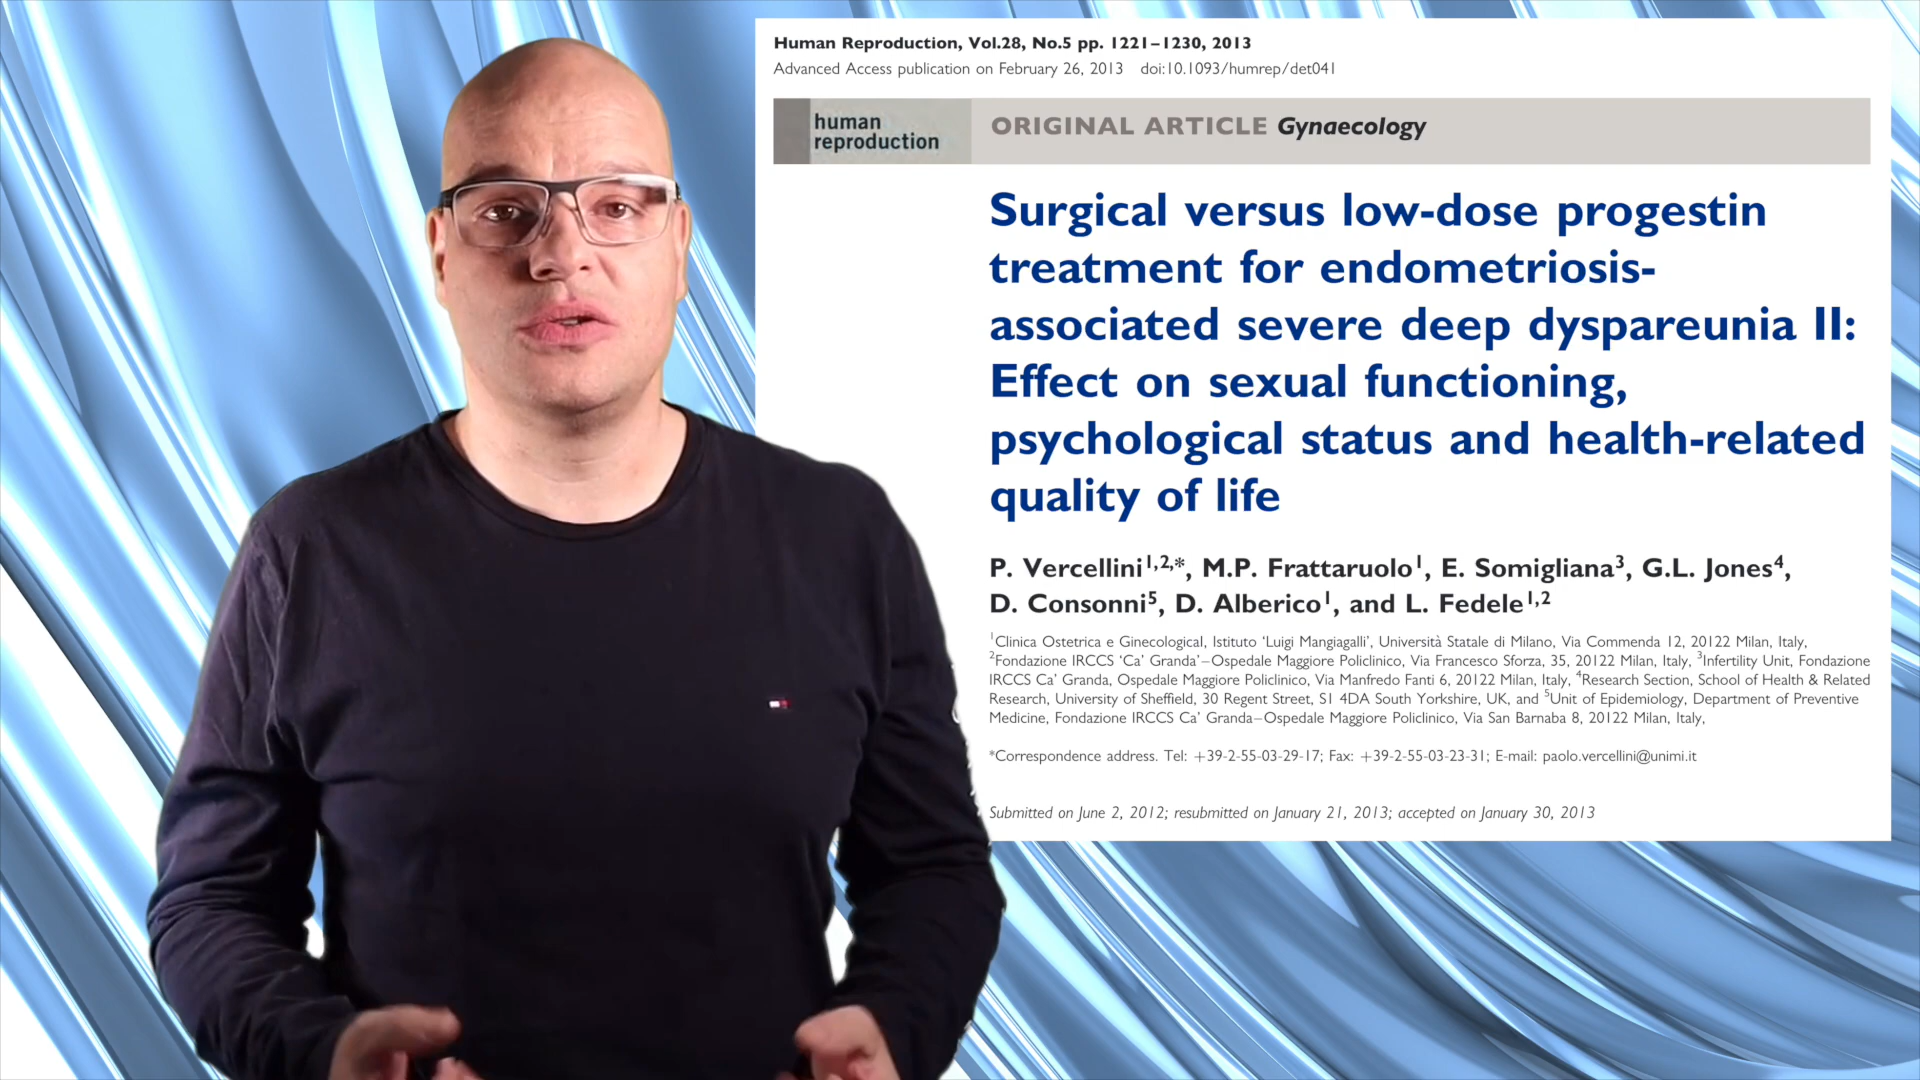 Human Reproduction, Vol.28, No.5 pp. 1221–1230, 2013
Advanced Access publication on February 26, 2013 doi:10.1093/humrep/det041
human
reproduction
ORIGINAL ARTICLE Gynaecology
Surgical versus low-dose progestin
treatment for endometriosis-
associated severe deep dyspareunia II:
Effect on sexual functioning,
psychological status and health-related
quality of life
P. Vercellini1,2,*, M.P. Frattaruolo1, E. Somigliana3, G.L. Jones4,
D. Consonni5, D. Alberico1, and L. Fedele1,2
1Clinica Ostetrica e Ginecological, Istituto ‘Luigi Mangiagalli’, Università Statale di Milano, Via Commenda 12, 20122 Milan, Italy,
2Fondazione IRCCS ‘Ca’ Granda’–Ospedale Maggiore Policlinico, Via Francesco Sforza, 35, 20122 Milan, Italy, 3Infertility Unit, Fondazione
IRCCS Ca’ Granda, Ospedale Maggiore Policlinico, Via Manfredo Fanti 6, 20122 Milan, Italy, 4Research Section, School of Health & Related
Research, University of Sheffield, 30 Regent Street, S1 4DA South Yorkshire, UK, and 5Unit of Epidemiology, Department of Preventive
Medicine, Fondazione IRCCS Ca’ Granda–Ospedale Maggiore Policlinico, Via San Barnaba 8, 20122 Milan, Italy,
*Correspondence address. Tel: +39-2-55-03-29-17; Fax: +39-2-55-03-23-31; E-mail: paolo.vercellini@unimi.it
Submitted on June 2, 2012; resubmitted on January 21, 2013; accepted on January 30, 2013